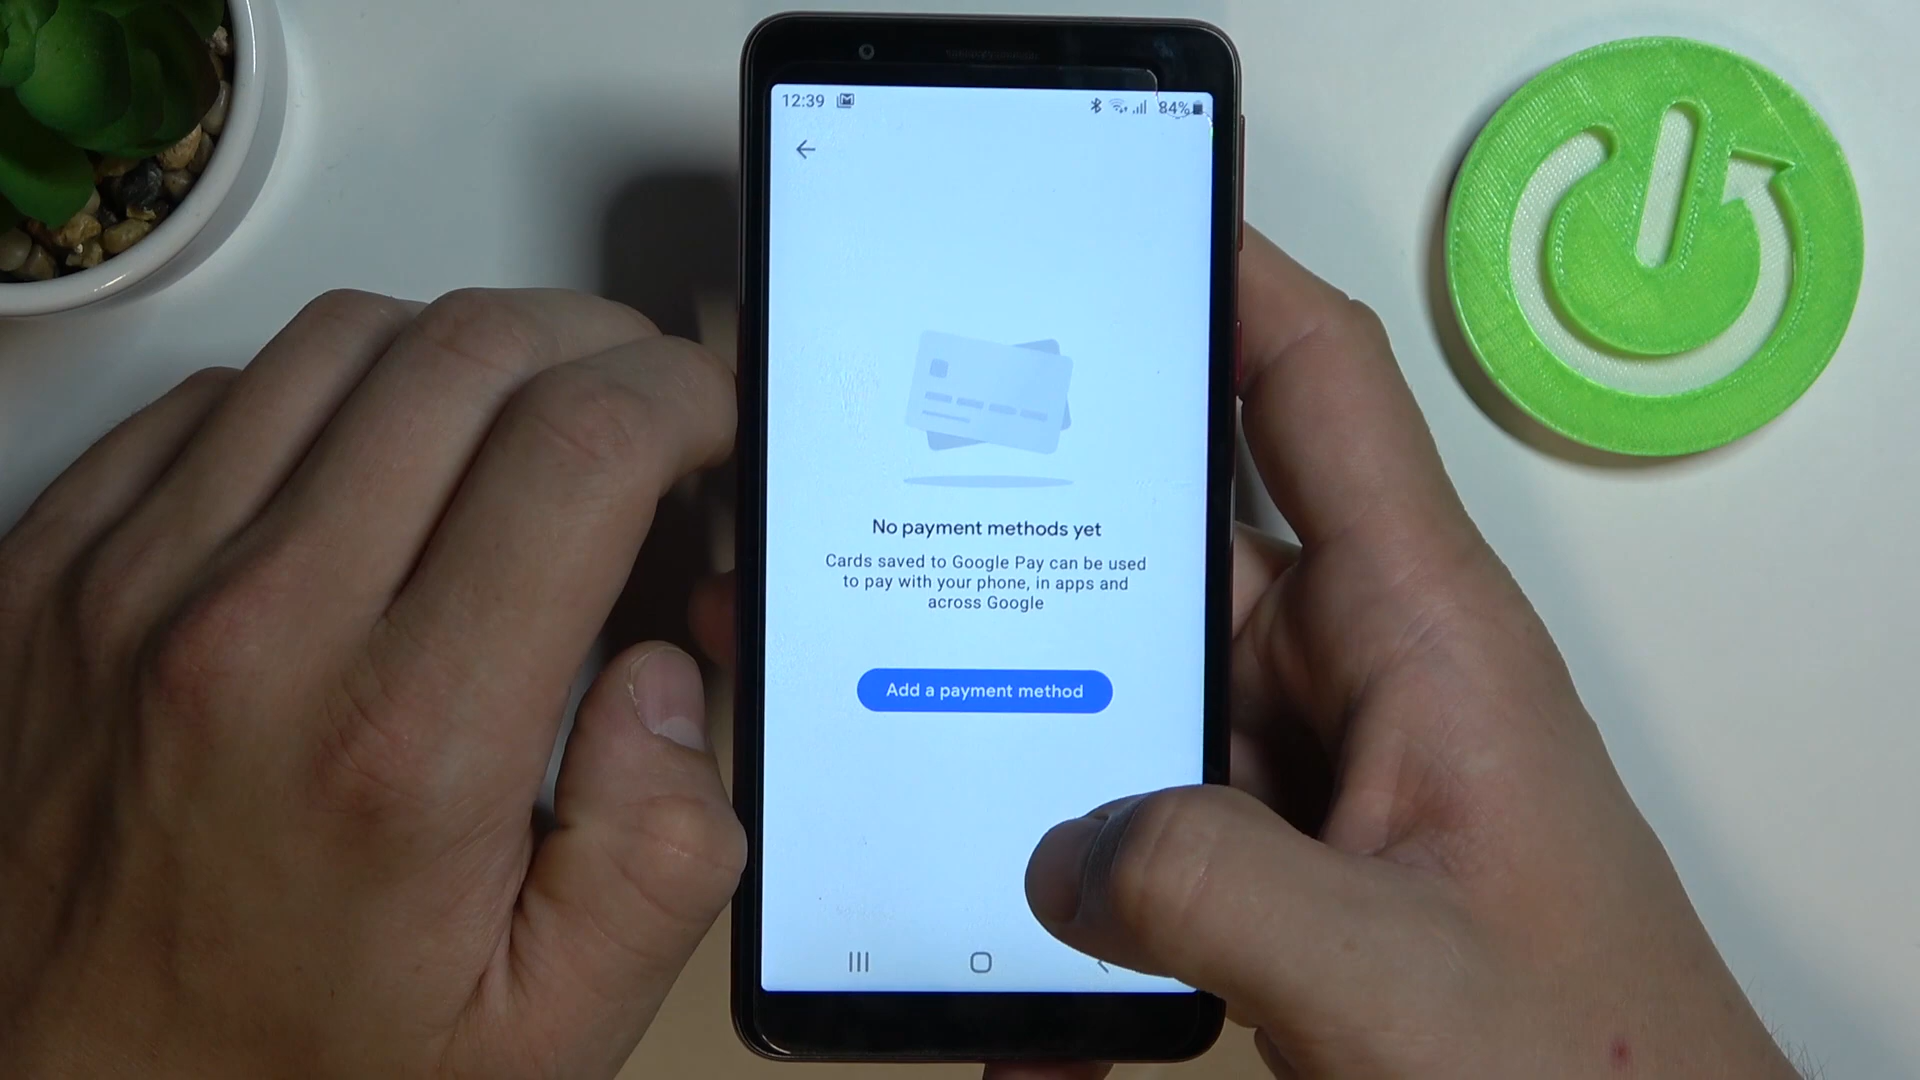 12:39
84%
No payment methods yet
Cards saved to Google Pay can be used
to pay with your phone, in apps and
across Google
Add a payment method